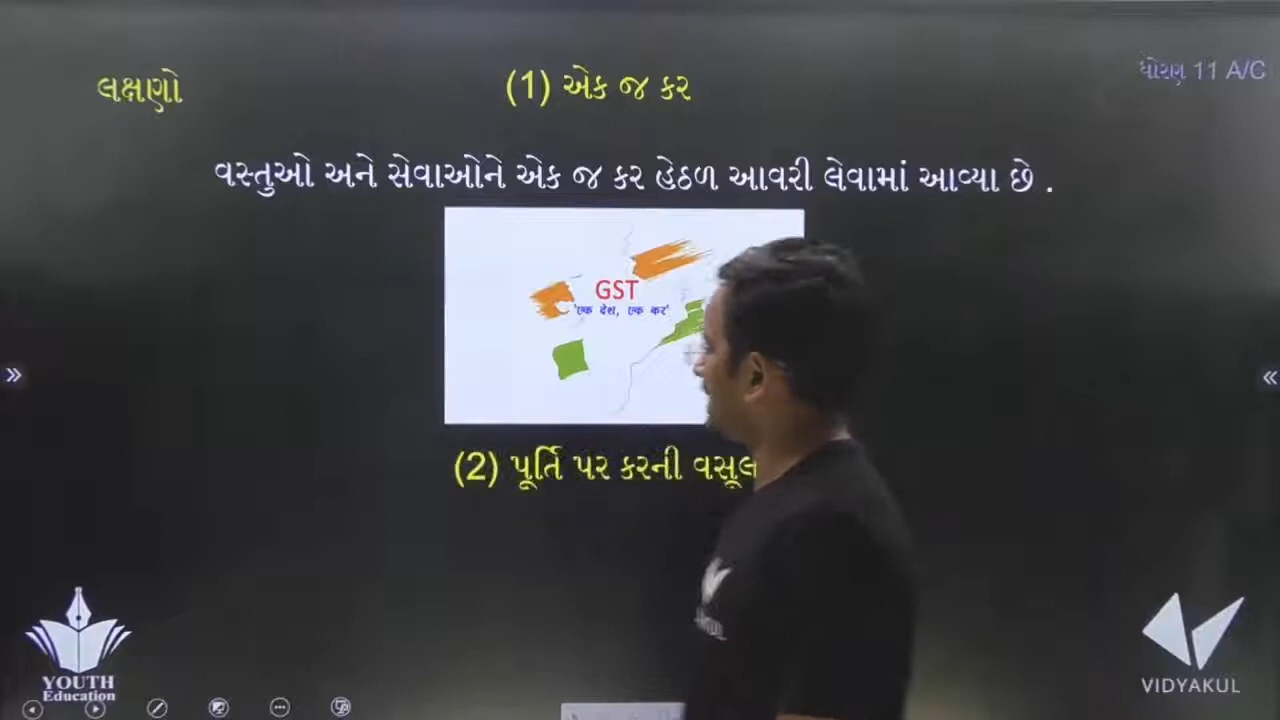 લક્ષણો
(1) એક જ કર
ધોરણ 11 A/C
વસ્તુઓ અને સેવાઓને એક જ કર હેઠળ આવરી લેવામાં આવ્યા છે .
GST
'एक देश, एक कर'
(2) પૂર્તિ પર કરની
YOUTH
Education
VIDYAKUL